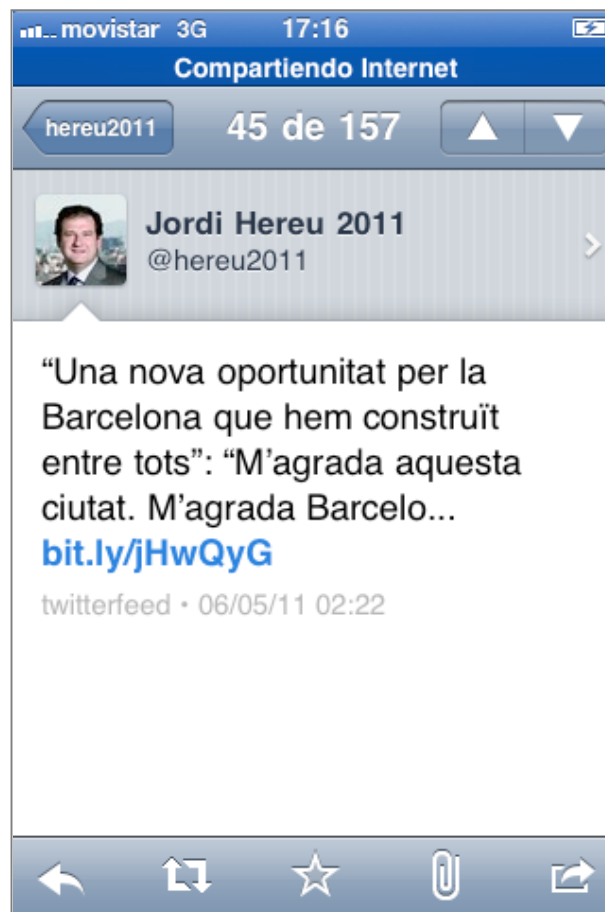 movistar 3G 17:16
Compartiendo Internet
hereu2011 45 de 157
Jordi Hereu 2011
@hereu2011
“Una nova oportunitat per la
Barcelona que hem construït
entre tots”: “M’agrada aquesta
ciutat. M’agrada Barcelo...
bit.ly/jHwQyG
twitterfeed • 06/05/11 02:22